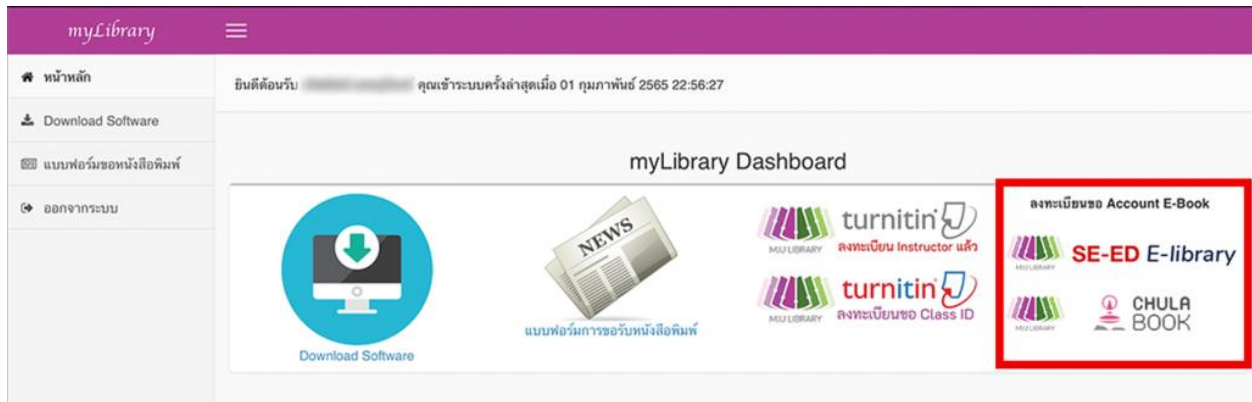 myLibrary
หน้าหลัก
Download Software
แบบฟอร์มขอหนังสือพิมพ์
ออกจากระบบ
ยินดีต้อนรับ คุณเข้าระบบครั้งล่าสุดเมื่อ 01 กุมภาพันธ์ 2565 22:56:27
myLibrary Dashboard
Download Software
NEWS
แบบฟอร์มการขอรับหนังสือพิมพ์
MJU LIBRARY
turnitin
ลงทะเบียน Instructor แล้ว
MJU LIBRARY
turnitin
ลงทะเบียนขอ Class ID
ลงทะเบียนขอ Account E-Book
MJU LIBRARY
SE-ED E-library
MJU LIBRARY
CHULA
BOOK